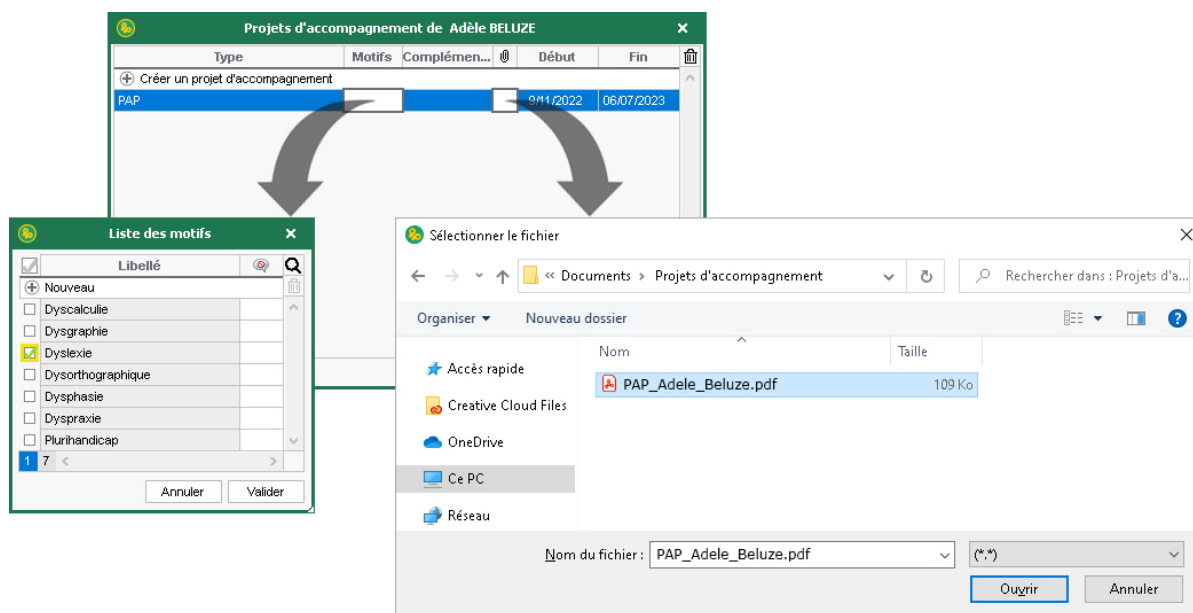 Projets d'accompagnement de Adèle BELUZE
Type Motifs Complémen... Début Fin
Créer un projet d'accompagnement
PAP 9/11/2022 06/07/2023
Liste des motifs
Libellé
Nouveau
Dyscalculie
Dysgraphie
Dyslexie
Dysorthographique
Dysphasie
Dyspraxie
Plurihandicap
1 7 < >
Annuler Valider
Sélectionner le fichier
« Documents > Projets d'accompagnement
Rechercher dans : Projets d'a...
Organiser Nouveau dossier
Nom Taille
Accès rapide
PAP_Adele_Beluze.pdf 109 Ko
Creative Cloud Files
OneDrive
Ce PC
Réseau
Nom du fichier : PAP_Adele_Beluze.pdf (*.*)
Ouvrir Annuler